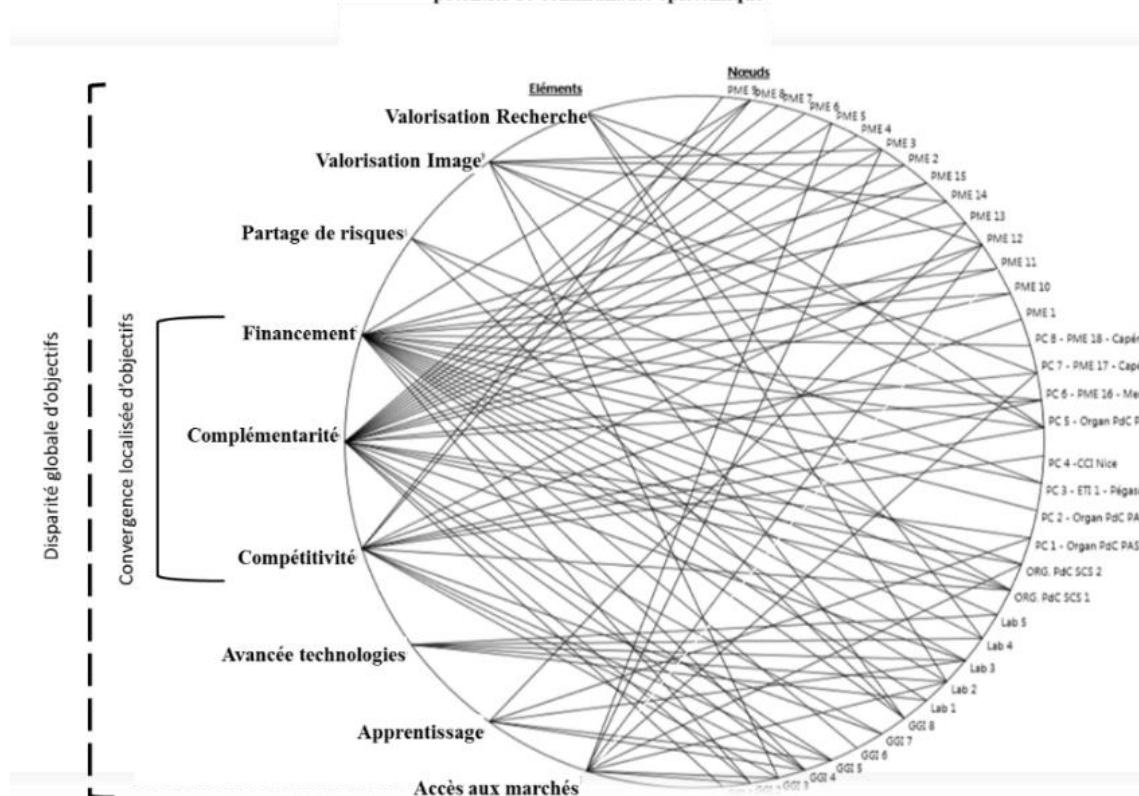 Eléments
Nœuds
Valorisation Recherche
Valorisation Image
Partage de risques
Financement
Complémentarité
Compétitivité
Avancée technologies
Apprentissage
Accès aux marchés
Disparité globale d'objectifs
Convergence localisée d'objectifs
PME 9
PME 8
PME 7
PME 6
PME 5
PME 4
PME 3
PME 2
PME 15
PME 14
PME 13
PME 12
PME 11
PME 10
PME 1
PC 8 - PME 18 - Capé
PC 7 - PME 17 - Capé
PC 6 - PME 16 - Me
PC 5 - Organ PdC P
PC 4 -CCI Nice
PC 3 - ETI 1 - Pégas
PC 2 - Organ PdC PA
PC 1 - Organ PdC PAS
ORG. PdC SCS 2
ORG. PdC SCS 1
Lab 5
Lab 4
Lab 3
Lab 2
Lab 1
GGI 8
GGI 7
GGI 6
GGI 5
GGI 4
GGI 3